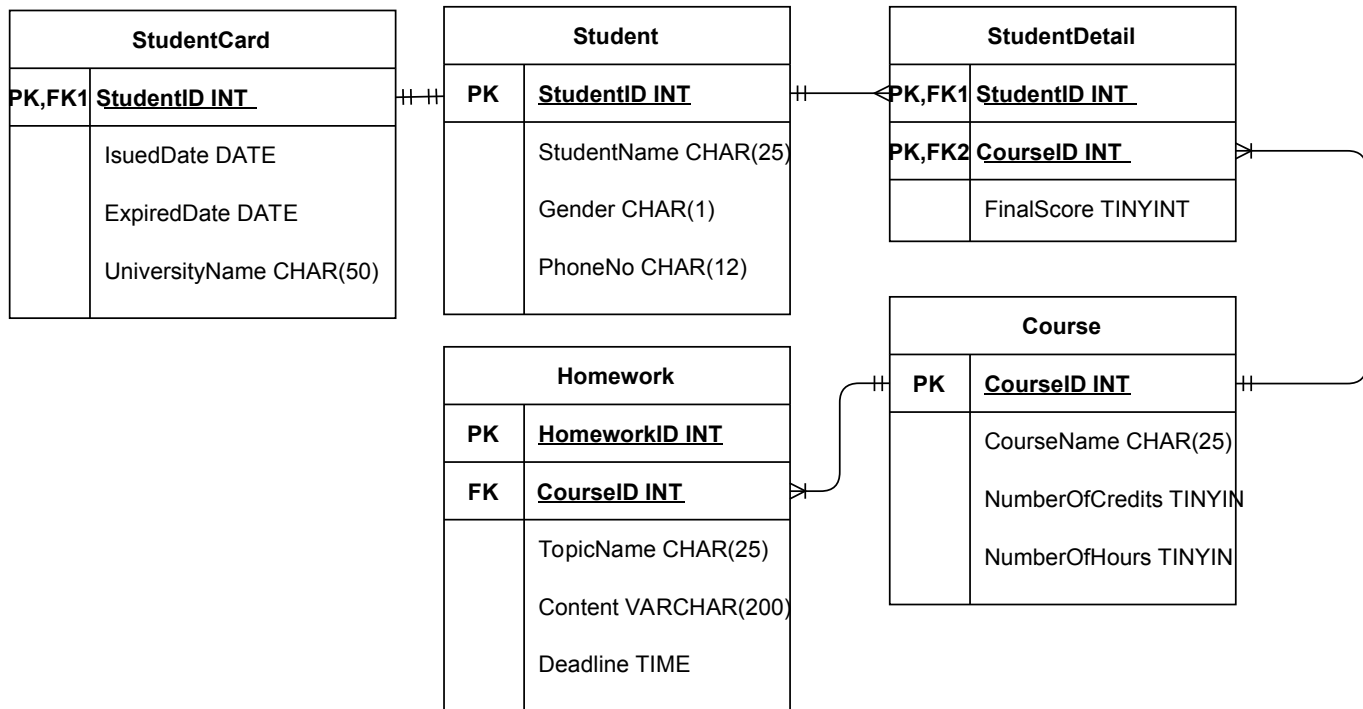 StudentCard
PK,FK1 StudentID INT
IsuedDate DATE
ExpiredDate DATE
UniversityName CHAR(50)
Student
PK StudentID INT
StudentName CHAR(25)
Gender CHAR(1)
PhoneNo CHAR(12)
StudentDetail
PK,FK1 StudentID INT
PK,FK2 CourseID INT
FinalScore TINYINT
Homework
PK HomeworkID INT
FK CourseID INT
TopicName CHAR(25)
Content VARCHAR(200)
Deadline TIME
Course
PK CourseID INT
CourseName CHAR(25)
NumberOfCredits TINYIN
NumberOfHours TINYIN